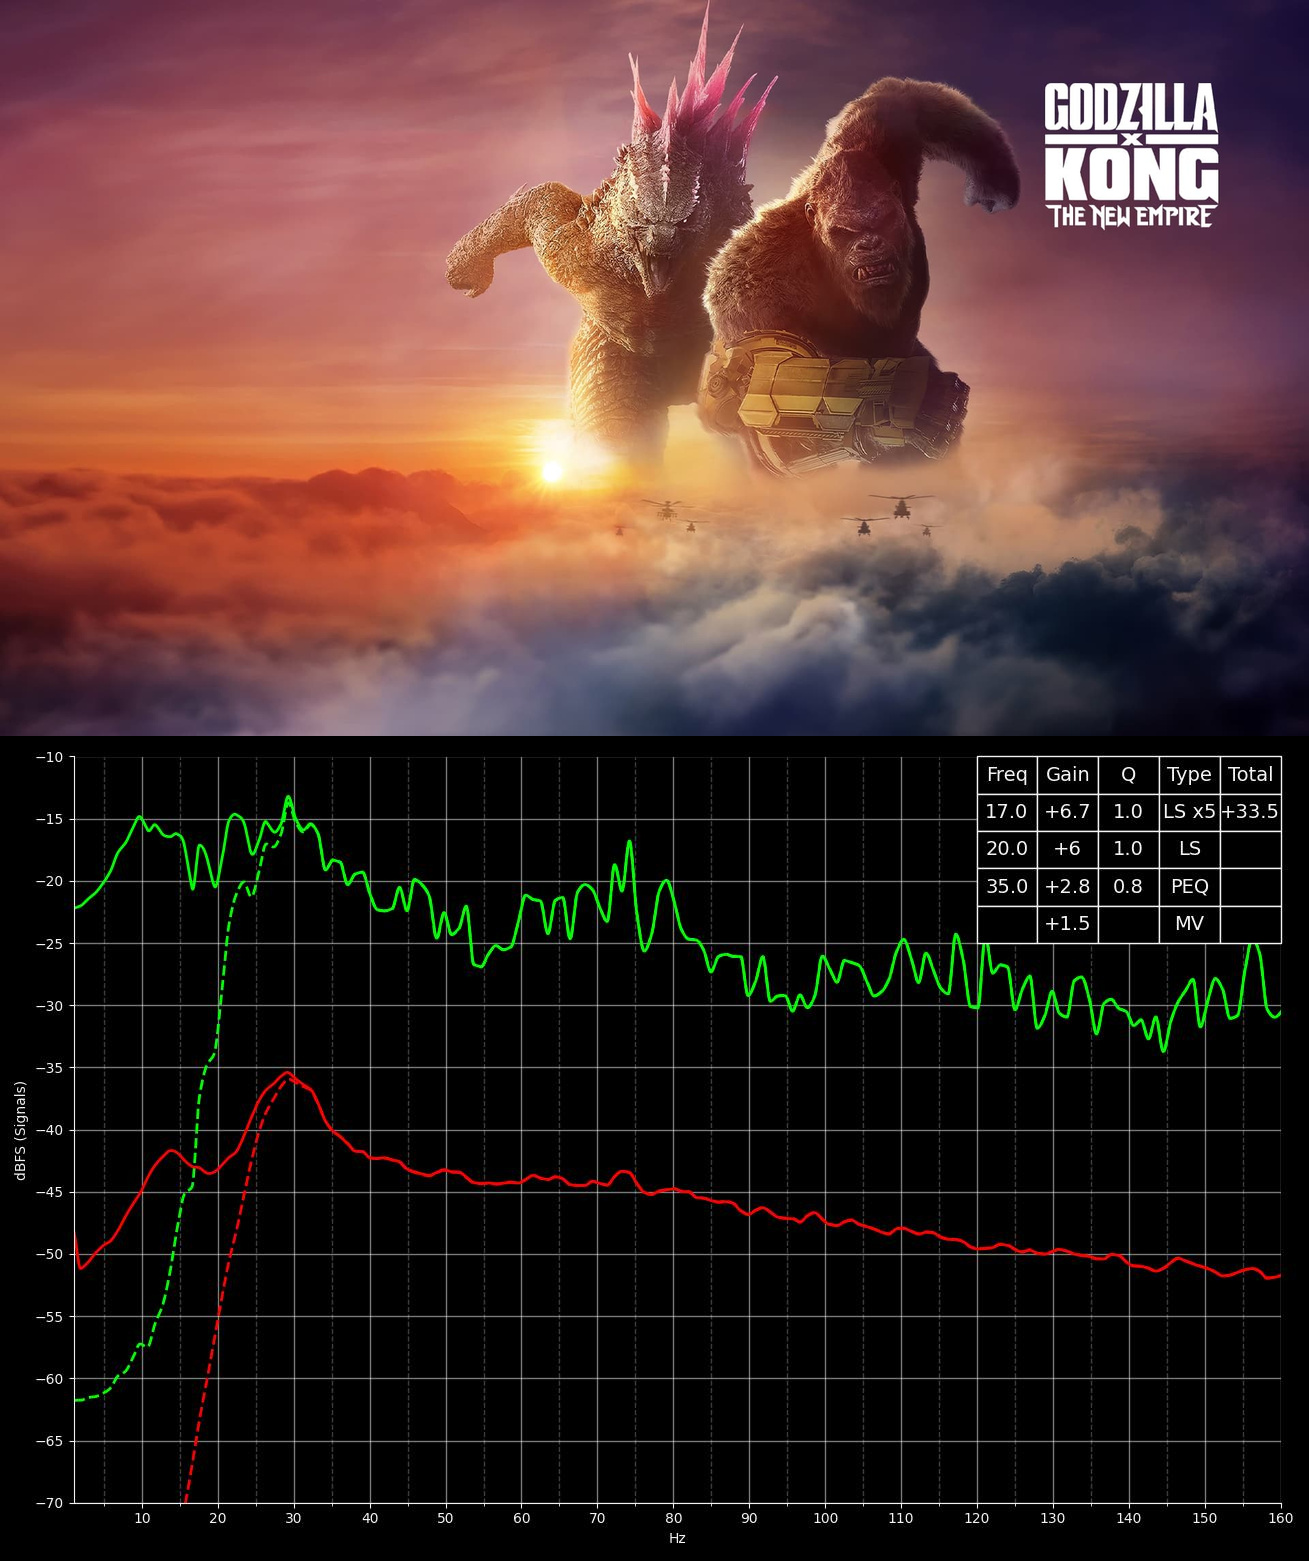 GODZILLA
X
KONG
THE NEW EMPIRE
Freq Gain Q Type Total
17.0 +6.7 1.0 LS x5 +33.5
20.0 +6 1.0 LS
35.0 +2.8 0.8 PEQ
+1.5 MV
−10
−15
−20
−25
−30
−35
−40
−45
−50
−55
−60
−65
−70
dBFS (Signals)
10 20 30 40 50 60 70 80 90 100 110 120 130 140 150 160
Hz